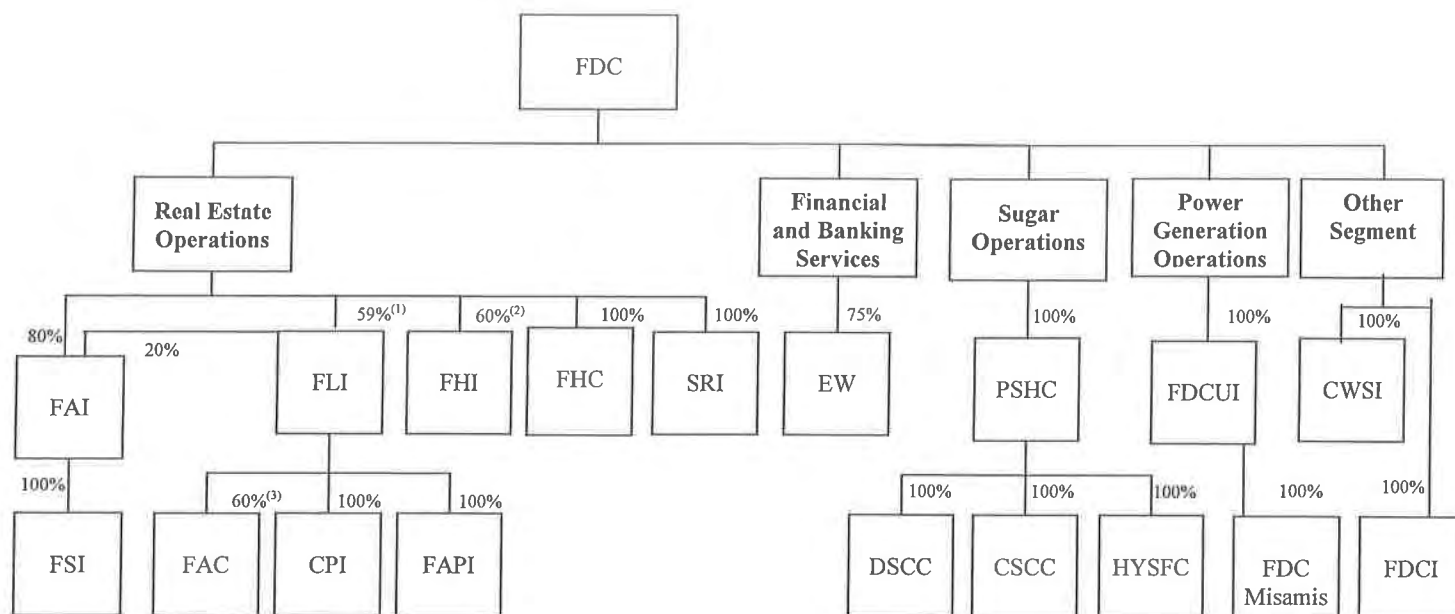 FDC
Real Estate
Operations
Financial
and Banking
Services
Sugar
Operations
Power
Generation
Operations
Other
Segment
80%
20%
59%(1)
60%(2)
100%
100%
75%
100%
100%
100%
FAI
FLI
FHI
FHC
SRI
EW
PSHC
FDCUI
CWSI
100%
60%(3)
100%
100%
100%
100%
100%
100%
100%
FSI
FAC
CPI
FAPI
DSCC
CSCC
HYSFC
FDC
Misamis
FDCI